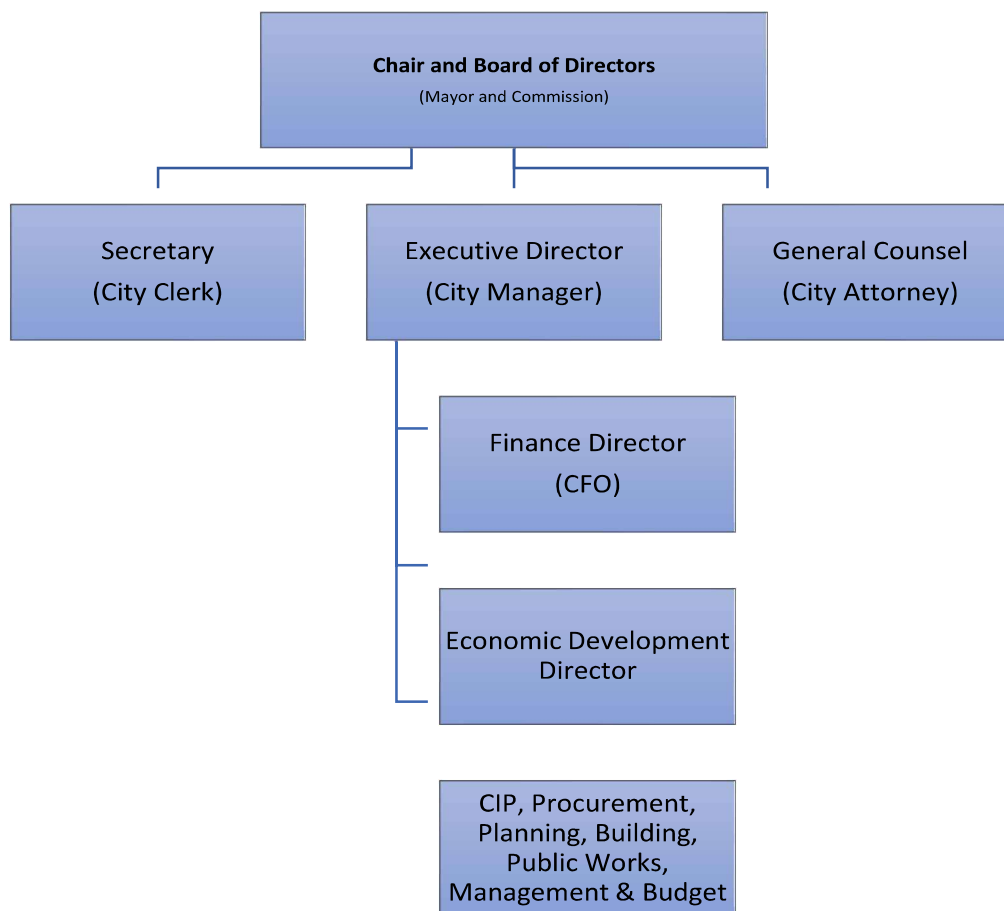 Chair and Board of Directors
(Mayor and Commission)
Secretary
(City Clerk)
Executive Director
(City Manager)
General Counsel
(City Attorney)
Finance Director
(CFO)
Economic Development
Director
CIP, Procurement,
Planning, Building,
Public Works,
Management & Budget